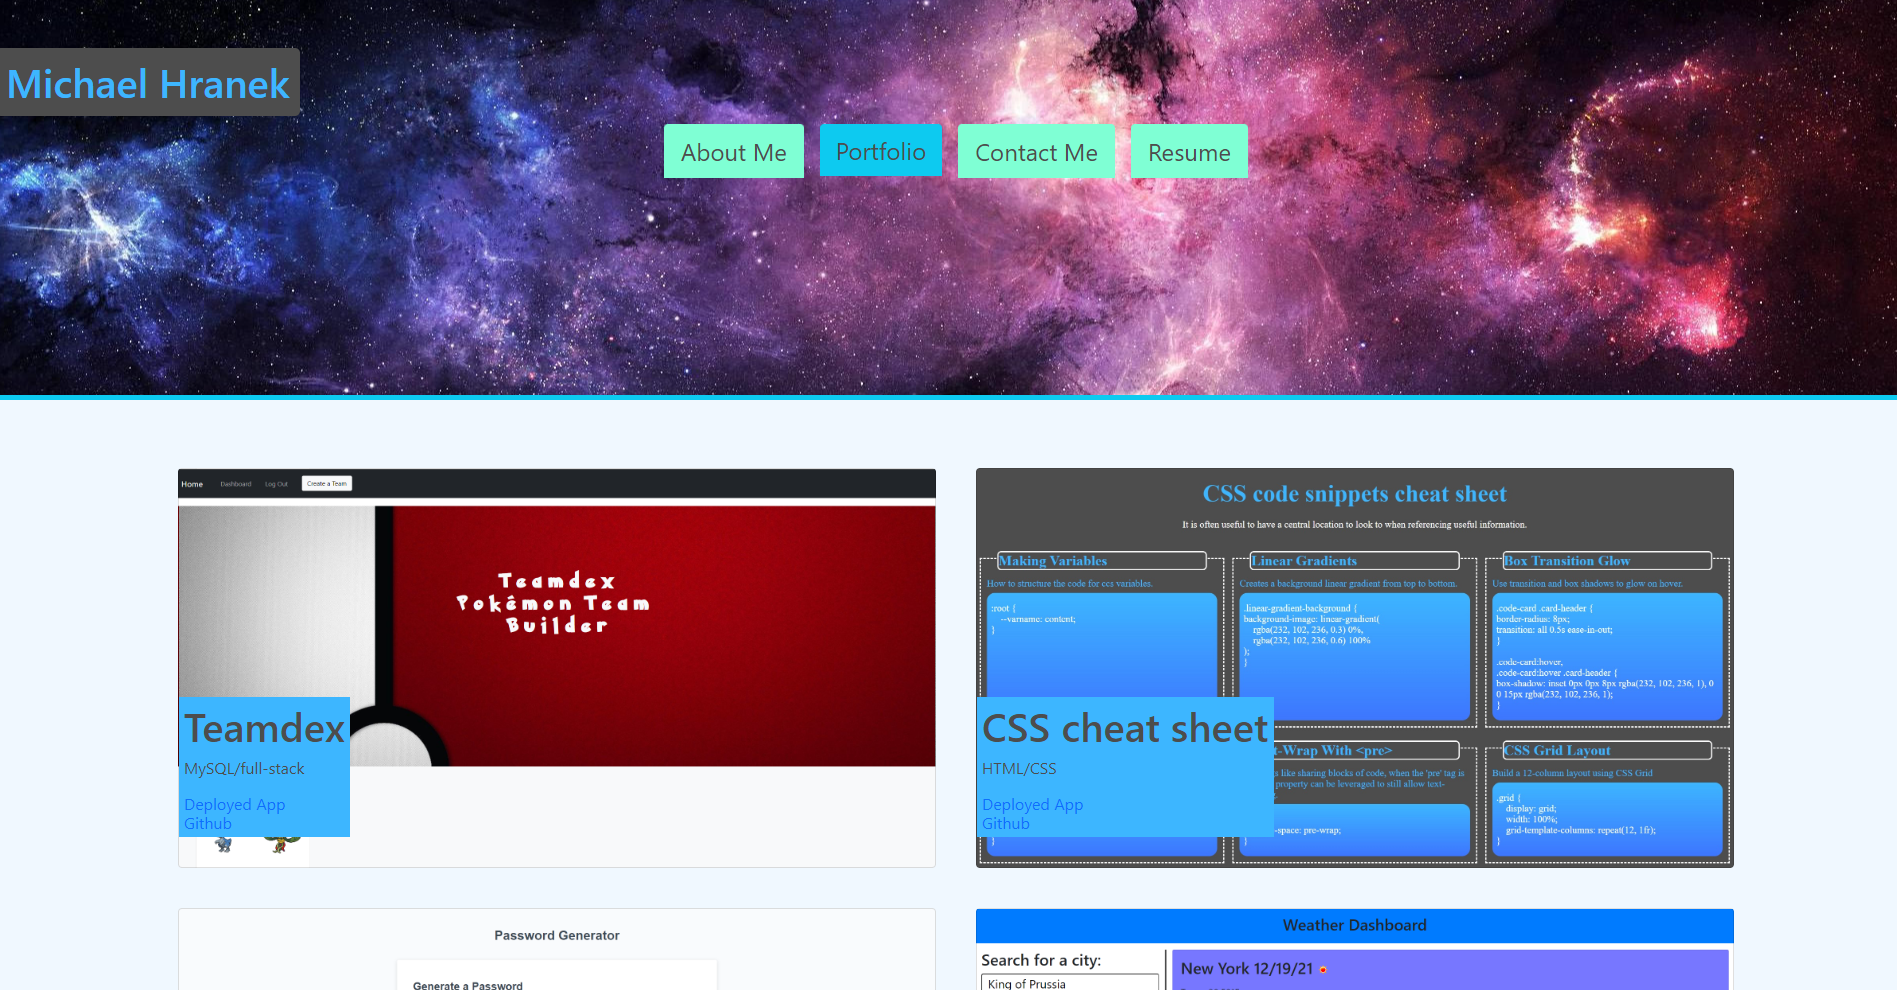 Michael Hranek
About Me
Portfolio
Contact Me
Resume
Home
Dashboard
Log Out
Create a Team
Teamdex
Pokémon Team
Builder
Teamdex
MySQL/full-stack
Deployed App
Github
CSS code snippets cheat sheet
It is often useful to have a central location to look to when referencing useful information.
Making Variables
How to structure the code for ccs variables.
:root {
--varname: content;
}
Linear Gradients
Creates a background linear gradient from top to bottom.
.linear-gradient-background {
background-image: linear-gradient(
rgba(232, 102, 236, 0.3) 0%,
rgba(232, 102, 236, 0.6) 100%
);
}
Box Transition Glow
Use transition and box shadows to glow on hover.
.code-card .card-header {
border-radius: 8px;
transition: all 0.5s ease-in-out;
}
.code-card:hover,
.code-card:hover .card-header {
box-shadow: inset 0px 0px 8px rgba(232, 102, 236, 1), 0
0 15px rgba(232, 102, 236, 1);
}
CSS cheat sheet
HTML/CSS
Deployed App
Github
}
t-Wrap With <pre>
s like sharing blocks of code, when the 'pre' tag is
property can be leveraged to still allow text-
-space: pre-wrap;
}
CSS Grid Layout
Build a 12-column layout using CSS Grid
.grid {
display: grid;
width: 100%;
grid-template-columns: repeat(12, 1fr);
}
Password Generator
Generate a Password
Weather Dashboard
Search for a city:
King of Prussia
New York 12/19/21